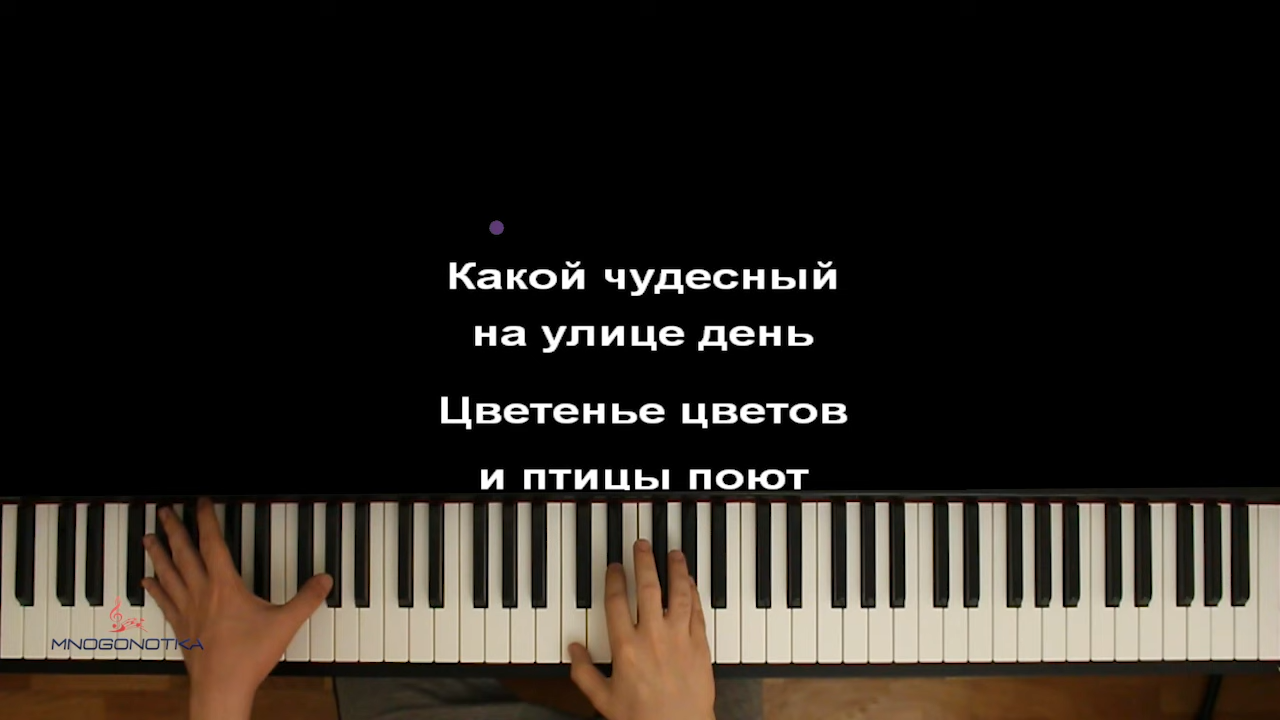 Какой чудесный
на улице день
Цветенье цветов
и птицы поют
MNOGONOTKA